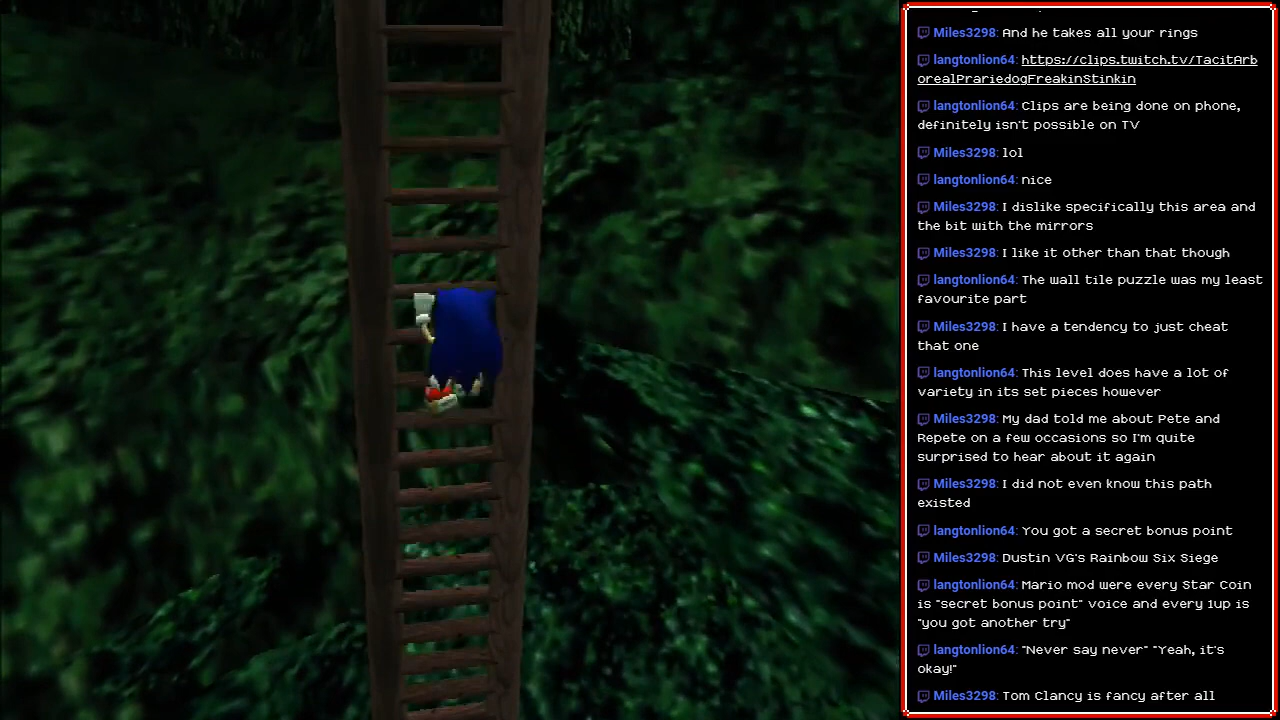 Miles3298: And he takes all your rings
langtonlion64: https://clips.twitch.tv/TacitArb
orealPrariedogFreakinStinkin
langtonlion64: Clips are being done on phone,
definitely isn't possible on TV
Miles3298: lol
langtonlion64: nice
Miles3298: I dislike specifically this area and
the bit with the mirrors
Miles3298: I like it other than that though
langtonlion64: The wall tile puzzle was my least
favourite part
Miles3298: I have a tendency to just cheat
that one
langtonlion64: This level does have a lot of
variety in its set pieces however
Miles3298: My dad told me about Pete and
Repete on a few occasions so I'm quite
surprised to hear about it again
Miles3298: I did not even know this path
existed
langtonlion64: You got a secret bonus point
Miles3298: Dustin VG's Rainbow Six Siege
langtonlion64: Mario mod were every Star Coin
is "secret bonus point" voice and every 1up is
"you got another try"
langtonlion64: "Never say never" "Yeah, it's
okay!"
Miles3298: Tom Clancy is fancy after all